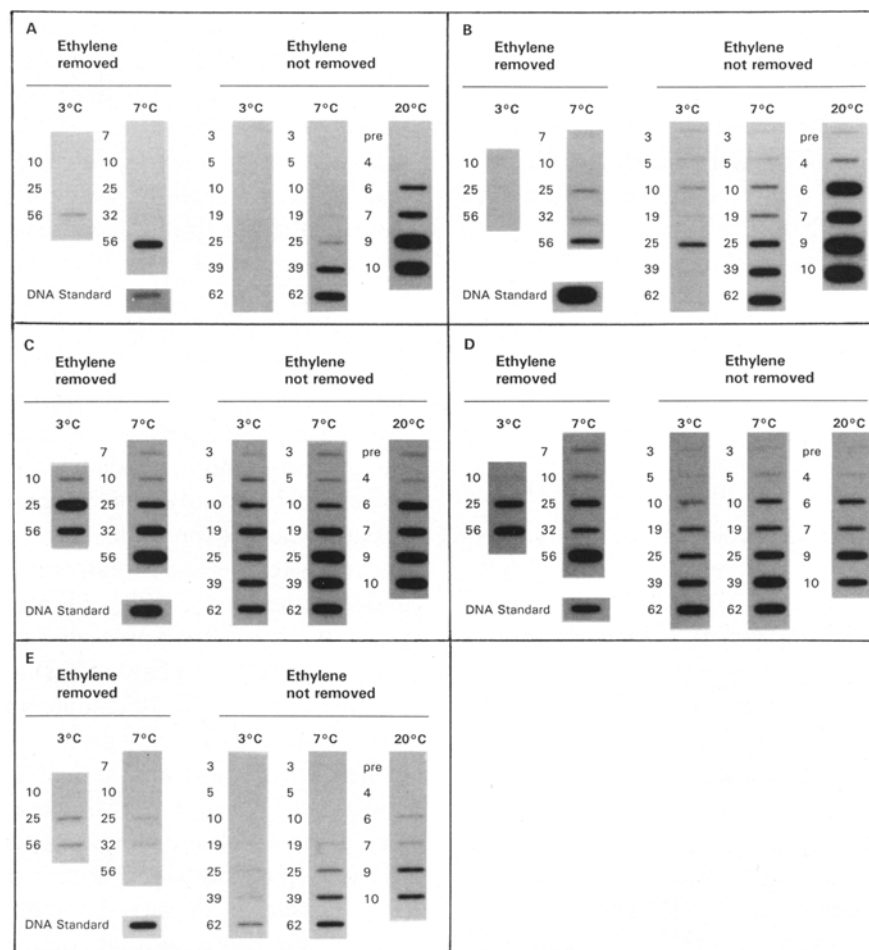 A
Ethylene removed
Ethylene not removed
3°C 7°C 3°C 7°C 20°C
7 3 3 pre
10 10 5 5 4
25 25 10 10 6
56 32 19 19 7
56 25 25 9
39 39 10
DNA Standard 62 62
B
Ethylene removed
Ethylene not removed
3°C 7°C 3°C 7°C 20°C
7 3 3 pre
10 10 5 5 4
25 25 10 10 6
56 32 19 19 7
56 25 25 9
39 39 10
DNA Standard 62 62
C
Ethylene removed
Ethylene not removed
3°C 7°C 3°C 7°C 20°C
7 3 3 pre
10 10 5 5 4
25 25 10 10 6
56 32 19 19 7
56 25 25 9
39 39 10
DNA Standard 62 62
D
Ethylene removed
Ethylene not removed
3°C 7°C 3°C 7°C 20°C
7 3 3 pre
10 10 5 5 4
25 25 10 10 6
56 32 19 19 7
56 25 25 9
39 39 10
DNA Standard 62 62
E
Ethylene removed
Ethylene not removed
3°C 7°C 3°C 7°C 20°C
7 3 3 pre
10 10 5 5 4
25 25 10 10 6
56 32 19 19 7
56 25 25 9
39 39 10
DNA Standard 62 62